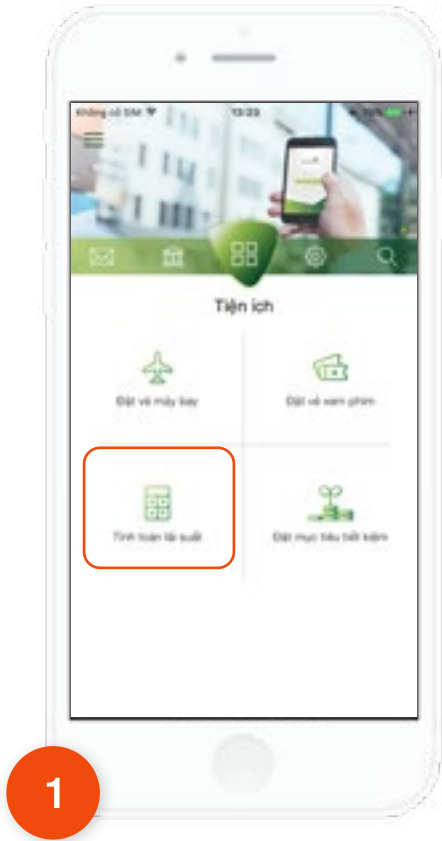 Không có SIM 13:25
Tiện ích
Đặt vé máy bay
Đặt vé xem phim
Tính toán lãi suất
Đặt mục tiêu tiết kiệm
1